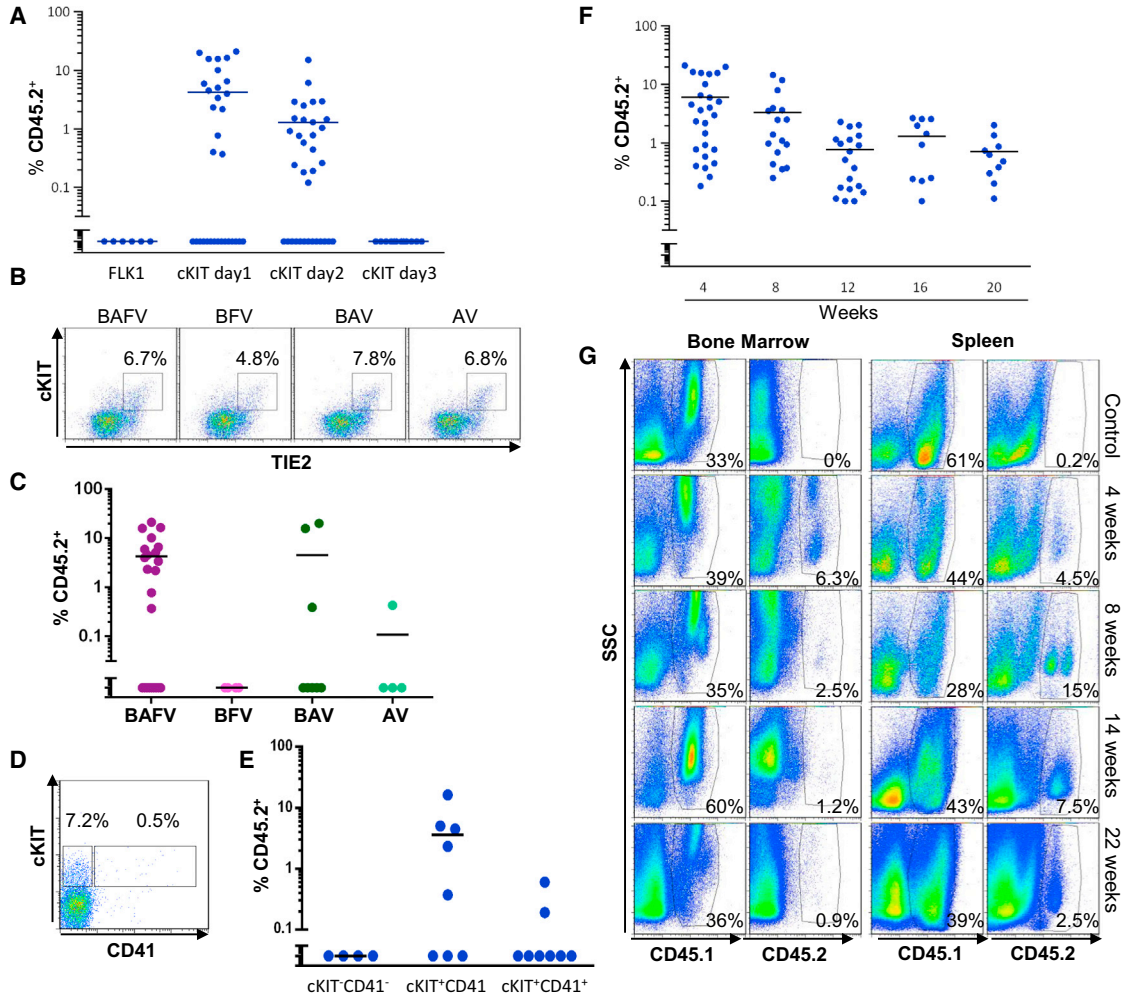 A
100
10
1
0.1
% CD45.2+
FLK1
cKIT day1
cKIT day2
cKIT day3
B
BAFV
BFV
BAV
AV
6.7%
4.8%
7.8%
6.8%
cKIT
TIE2
C
100
10
1
0.1
% CD45.2+
BAFV
BFV
BAV
AV
D
7.2%
0.5%
cKIT
CD41
E
100
10
1
0.1
% CD45.2+
cKIT-CD41-
cKIT+CD41
cKIT+CD41+
F
100
10
1
0.1
% CD45.2+
4
8
12
16
20
Weeks
G
Bone Marrow
Spleen
33%
0%
61%
0.2%
Control
39%
6.3%
44%
4.5%
4 weeks
35%
2.5%
28%
15%
8 weeks
60%
1.2%
43%
7.5%
14 weeks
36%
0.9%
39%
2.5%
22 weeks
SSC
CD45.1
CD45.2
CD45.1
CD45.2